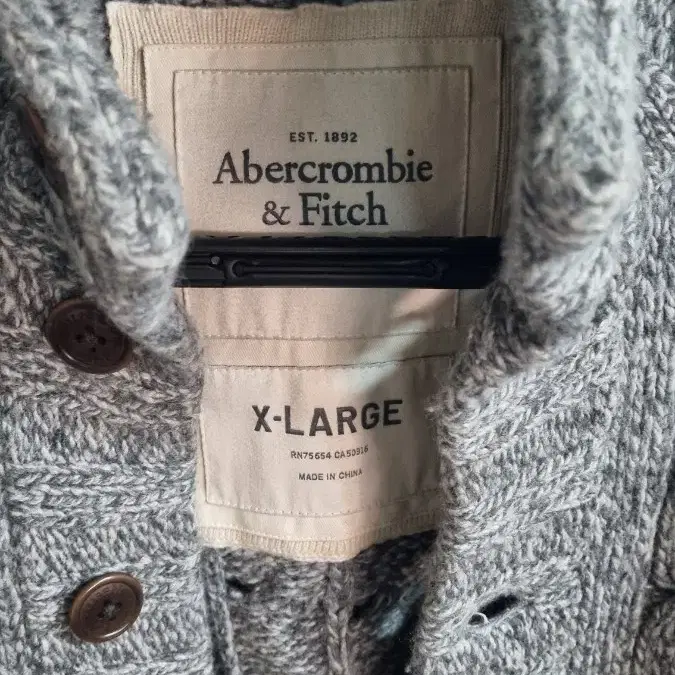 EST. 1892
Abercrombie
& Fitch
X-LARGE
RN75654 CA50916
MADE IN CHINA